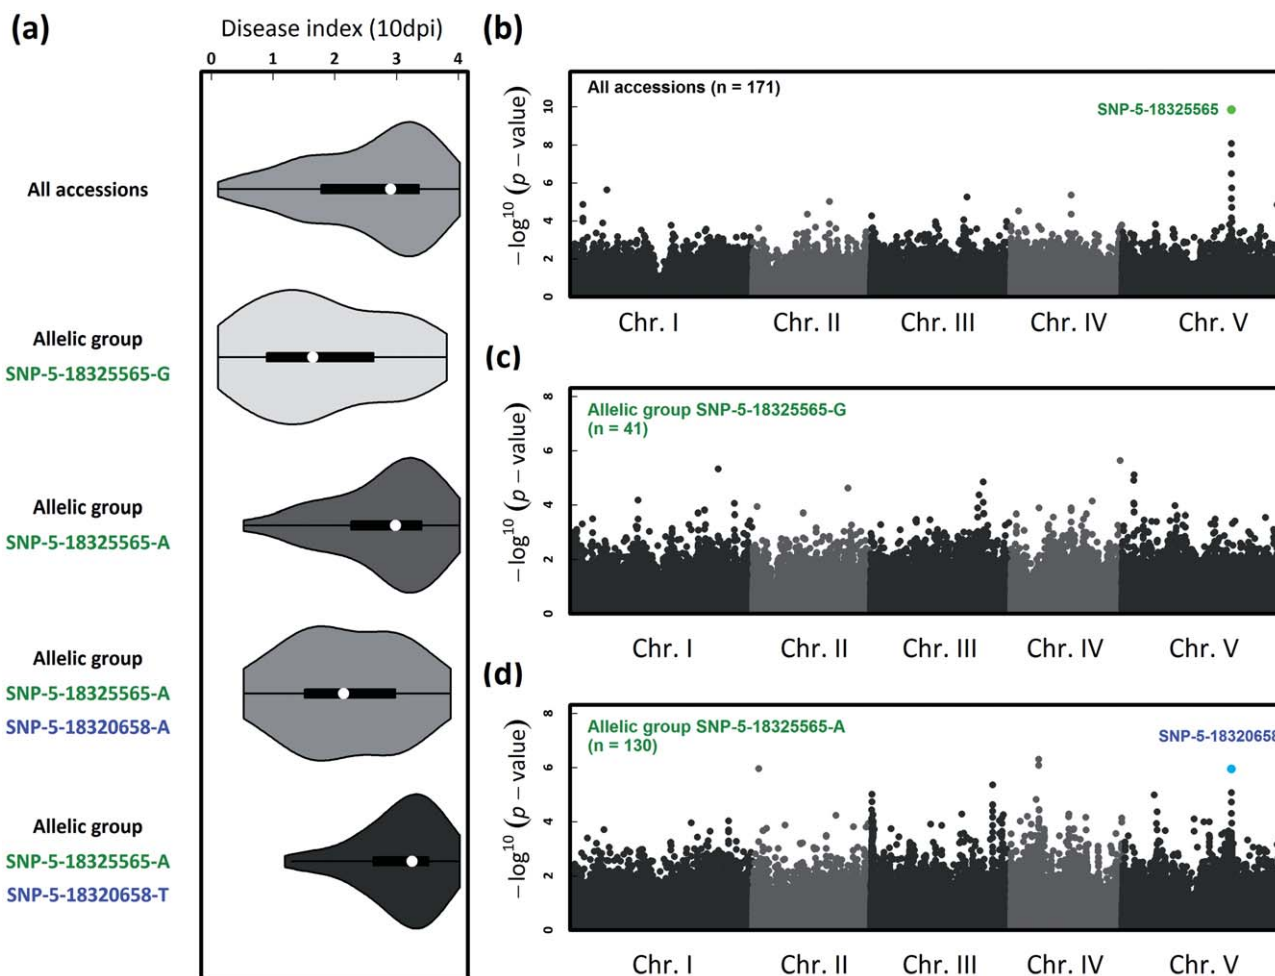 (a)
Disease index (10dpi)
0 1 2 3 4
All accessions
Allelic group
SNP-5-18325565-G
Allelic group
SNP-5-18325565-A
Allelic group
SNP-5-18325565-A
SNP-5-18320658-A
Allelic group
SNP-5-18325565-A
SNP-5-18320658-T
(b)
All accessions (n = 171)
SNP-5-18325565
−log¹⁰ (p − value)
10
8
6
4
2
0
Chr. I Chr. II Chr. III Chr. IV Chr. V
(c)
Allelic group SNP-5-18325565-G
(n = 41)
−log¹⁰ (p − value)
8
6
4
2
0
Chr. I Chr. II Chr. III Chr. IV Chr. V
(d)
Allelic group SNP-5-18325565-A
(n = 130)
SNP-5-18320658
−log¹⁰ (p − value)
8
6
4
2
0
Chr. I Chr. II Chr. III Chr. IV Chr. V